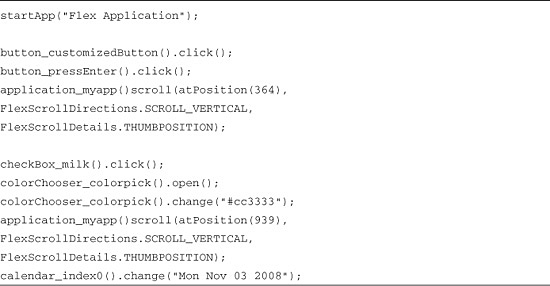 startApp("Flex Application");
button_customizedButton().click();
button_pressEnter().click();
application_myapp()scroll(atPosition(364),
FlexScrollDirections.SCROLL_VERTICAL,
FlexScrollDetails.THUMBPOSITION);
checkBox_milk().click();
colorChooser_colorpick().open();
colorChooser_colorpick().change("#cc3333");
application_myapp()scroll(atPosition(939),
FlexScrollDirections.SCROLL_VERTICAL,
FlexScrollDetails.THUMBPOSITION);
calendar_index0().change("Mon Nov 03 2008");